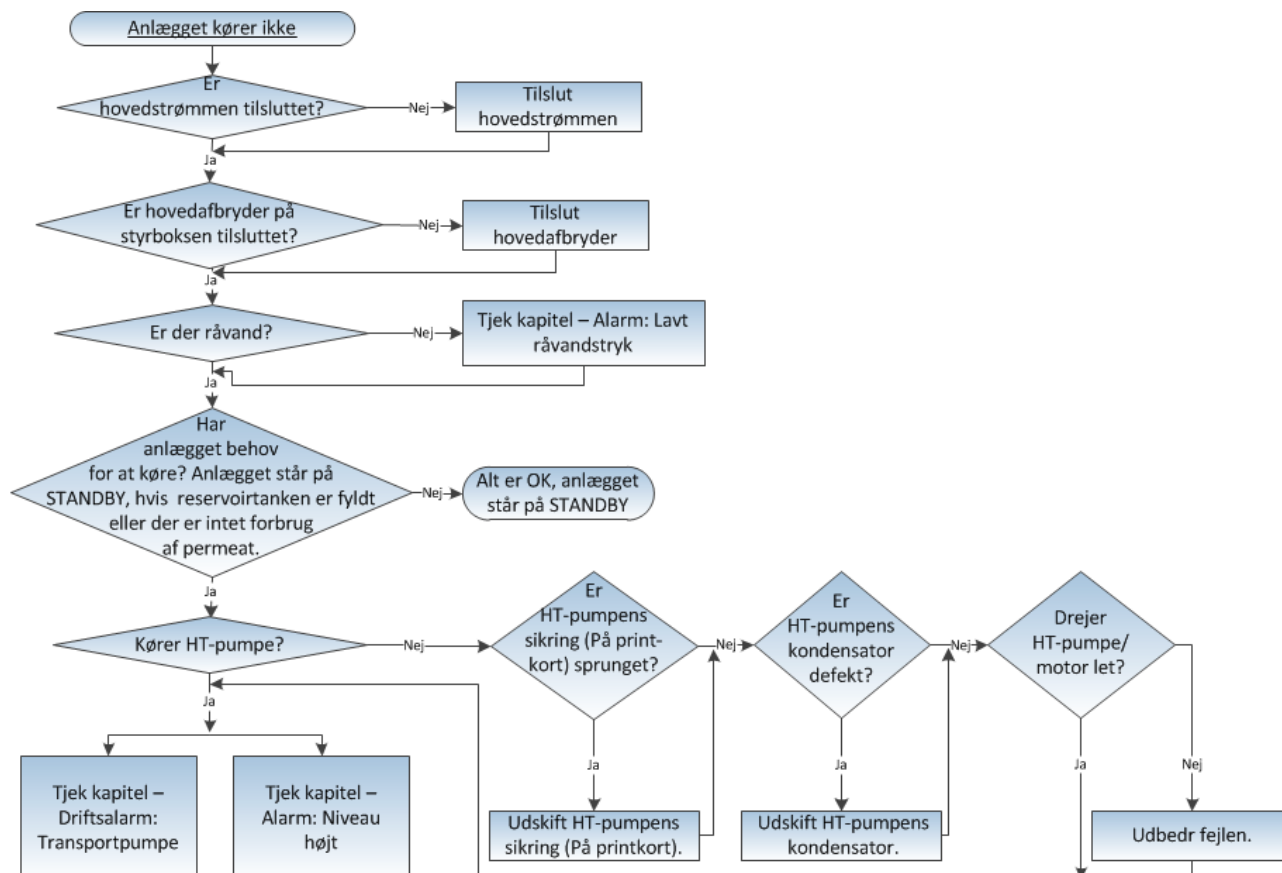 Anlægget kører ikke
Er
hovedstrømmen tilsluttet?
Nej
Tilslut
hovedstrømmen
Ja
Er hovedafbryder på
styrboksen tilsluttet?
Nej
Tilslut
hovedafbryder
Ja
Er der råvand?
Nej
Tjek kapitel – Alarm: Lavt
råvandstryk
Ja
Har
anlægget behov
for at køre? Anlægget står på
STANDBY, hvis reservoirtanken er fyldt
eller der er intet forbrug
af permeat.
Nej
Alt er OK, anlægget
står på STANDBY
Ja
Kører HT-pumpe?
Nej
Er
HT-pumpens
sikring (På print-
kort) sprunget?
Nej
Er
HT-pumpens
kondensator
defekt?
Nej
Drejer
HT-pumpe/
motor let?
Ja
Ja
Ja
Ja
Nej
Tjek kapitel –
Driftsalarm:
Transportpumpe
Tjek kapitel –
Alarm: Niveau
højt
Udskift HT-pumpens
sikring (På printkort).
Udskift HT-pumpens
kondensator.
Udbedr fejlen.